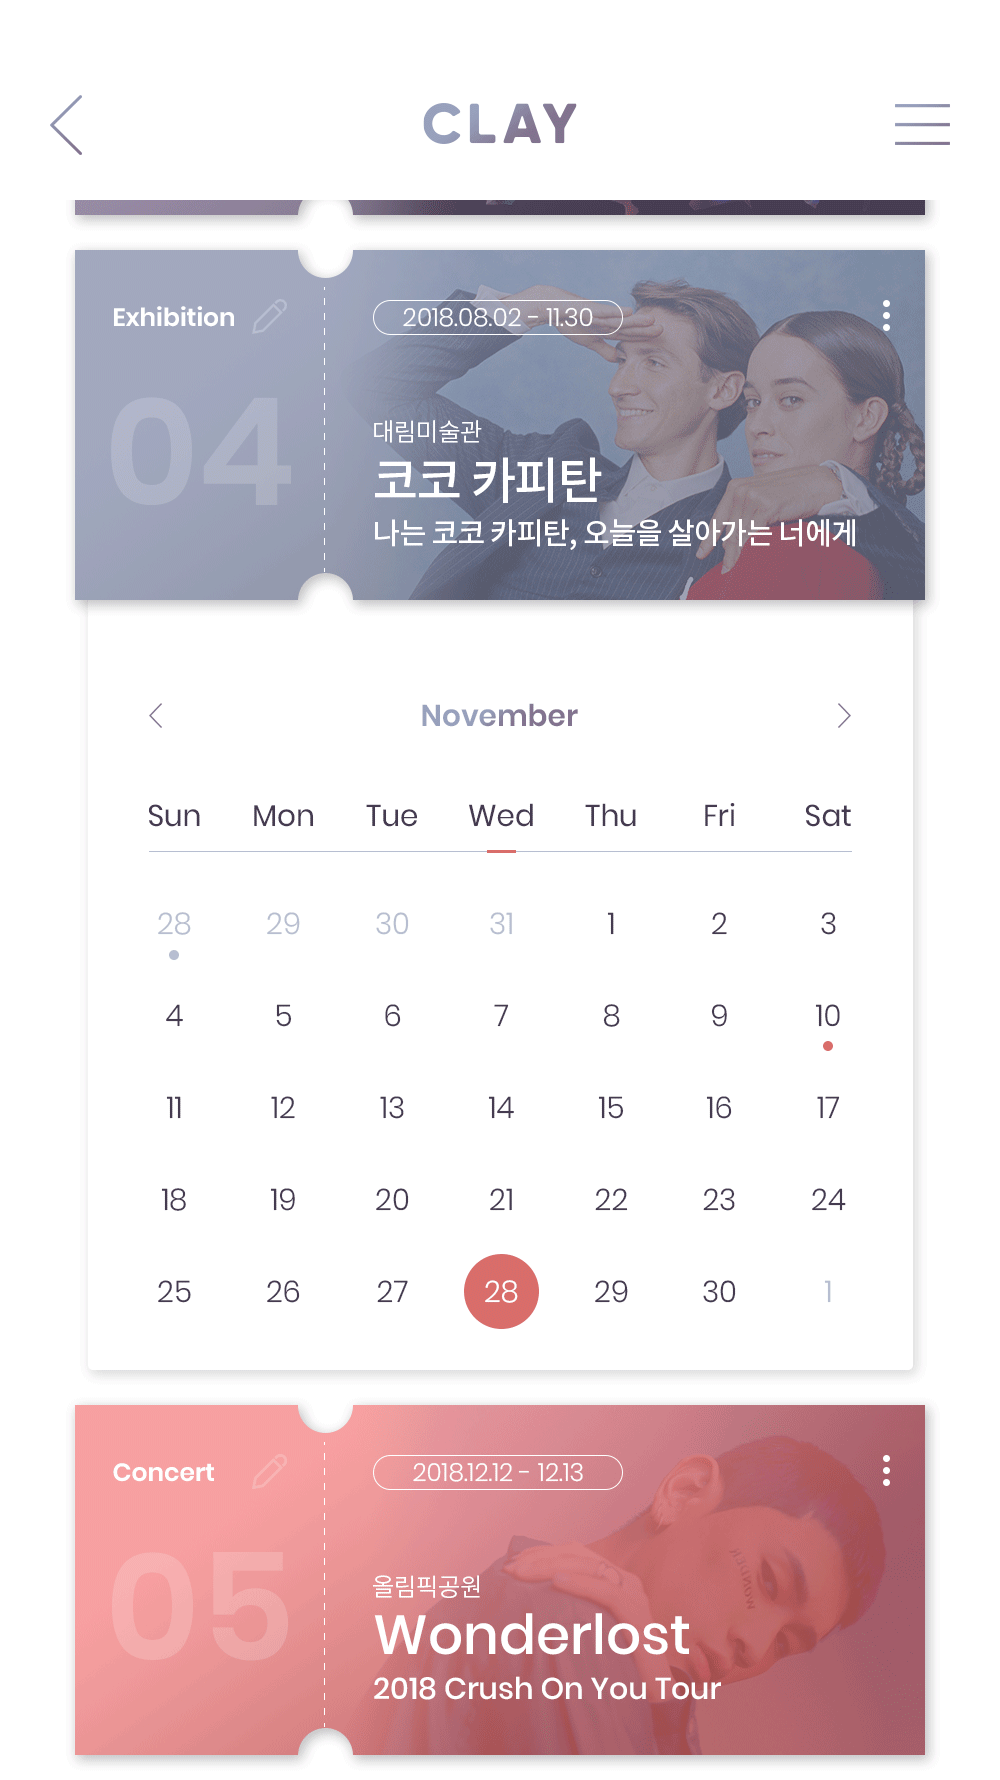 CLAY
Exhibition
2018.08.02 - 11.30
04
대림미술관
코코 카피탄
나는 코코 카피탄, 오늘을 살아가는 너에게
November
Sun Mon Tue Wed Thu Fri Sat
28 29 30 31 1 2 3
4 5 6 7 8 9 10
11 12 13 14 15 16 17
18 19 20 21 22 23 24
25 26 27 28 29 30 1
Concert
2018.12.12 - 12.13
05
올림픽공원
WONDER
Wonderlost
2018 Crush On You Tour